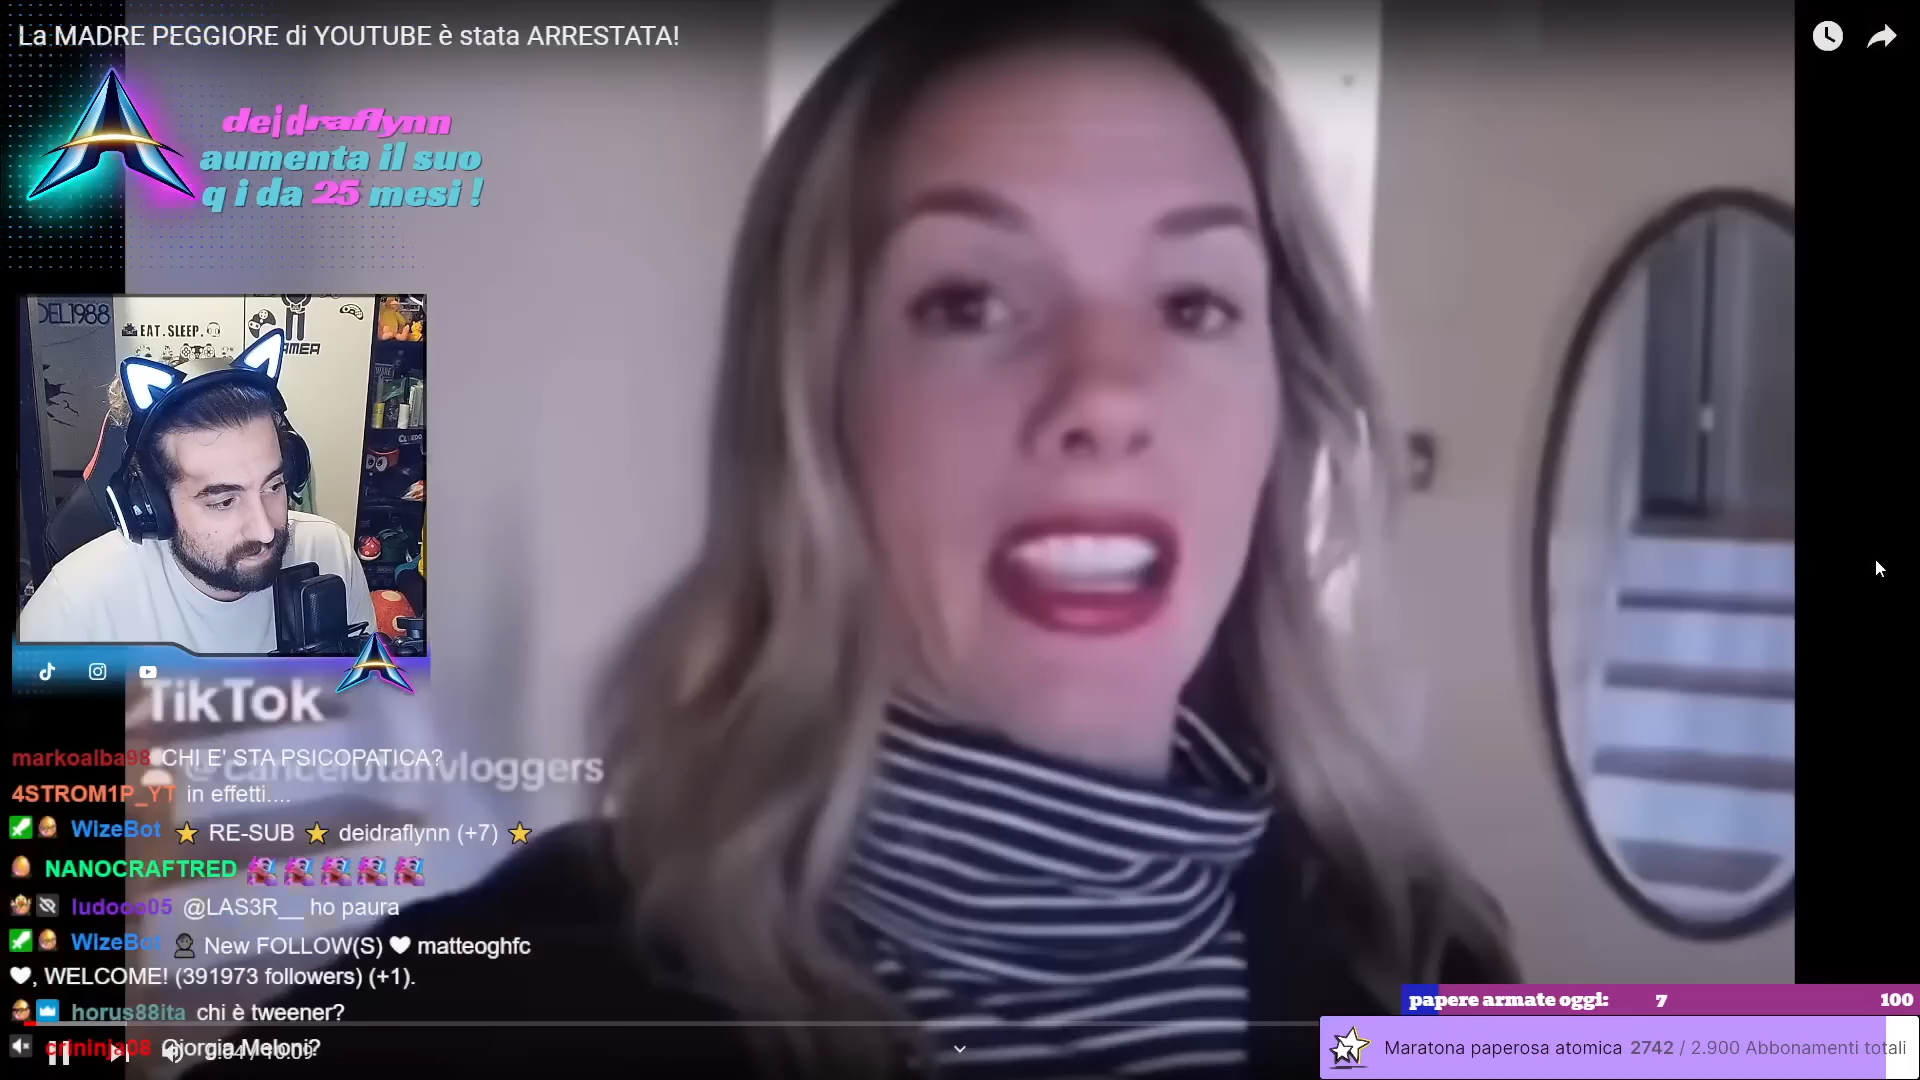 La MADRE PEGGIORE di YOUTUBE è stata ARRESTATA!
deidraflynn
aumenta il suo
q i da 25 mesi !
DEL1988
EAT.SLEEP.
TikTok
@cancelutahvloggers
markoalba98 CHI E' STA PSICOPATICA?
4STROM1P_YT in effetti....
WizeBot RE-SUB deidraflynn (+7)
NANOCRAFTRED
ludooo05 @LAS3R__ ho paura
WizeBot New FOLLOW(S) matteoghfc
, WELCOME! (391973 followers) (+1).
horus88ita chi è tweener?
crininja08 Giorgia Meloni?
papere armate oggi: 7 100
Maratona paperosa atomica 2742 / 2.900 Abbonamenti totali